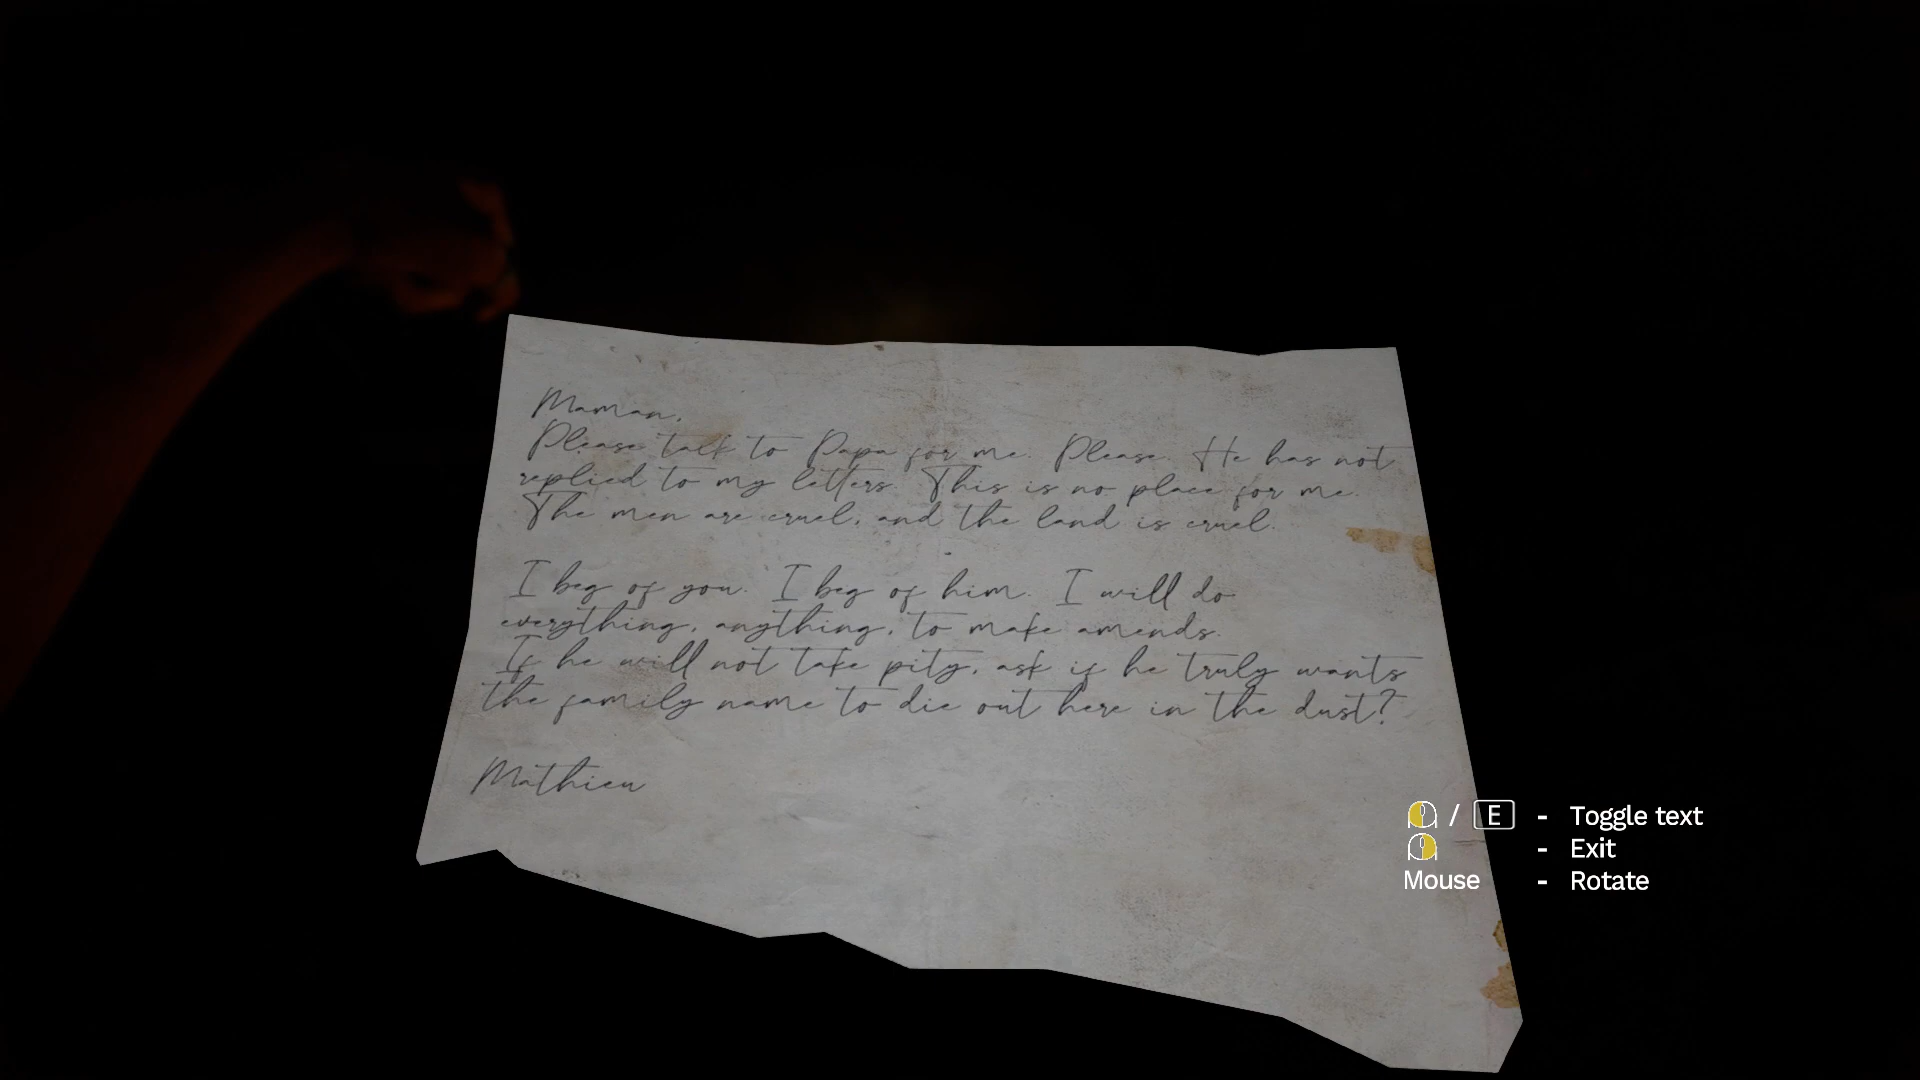 Maman,
Please talk to Papa for me. Please. He has not
replied to my letters. This is no place for me.
The men are cruel, and the land is cruel.
I beg of you. I beg of him. I will do
everything, anything, to make amends.
If he will not take pity, ask if he truly wants
the family name to die out here in the dust?
Mathieu
/ E - Toggle text
- Exit
Mouse - Rotate